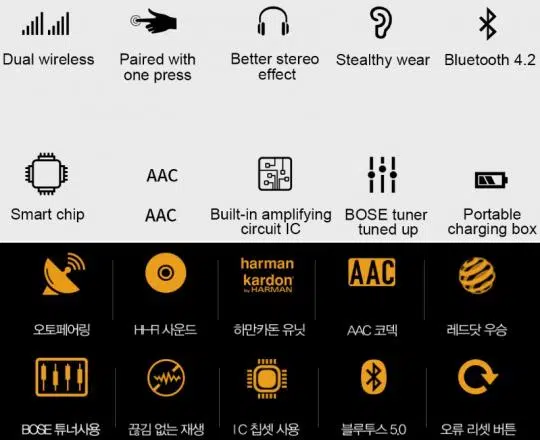 Dual wireless
Paired with
one press
Better stereo
effect
Stealthy wear
Bluetooth 4.2
AAC
Smart chip
AAC
Built-in amplifying
circuit IC
BOSE tuner
tuned up
Portable
charging box
harman
kardon
by HARMAN
AAC
오토페어링
HI-FI 사운드
하만카돈 유닛
AAC 코덱
레드닷 우승
BOSE 튜너사용
끊김 없는 재생
IC 칩셋 사용
블루투스 5.0
오류 리셋 버튼